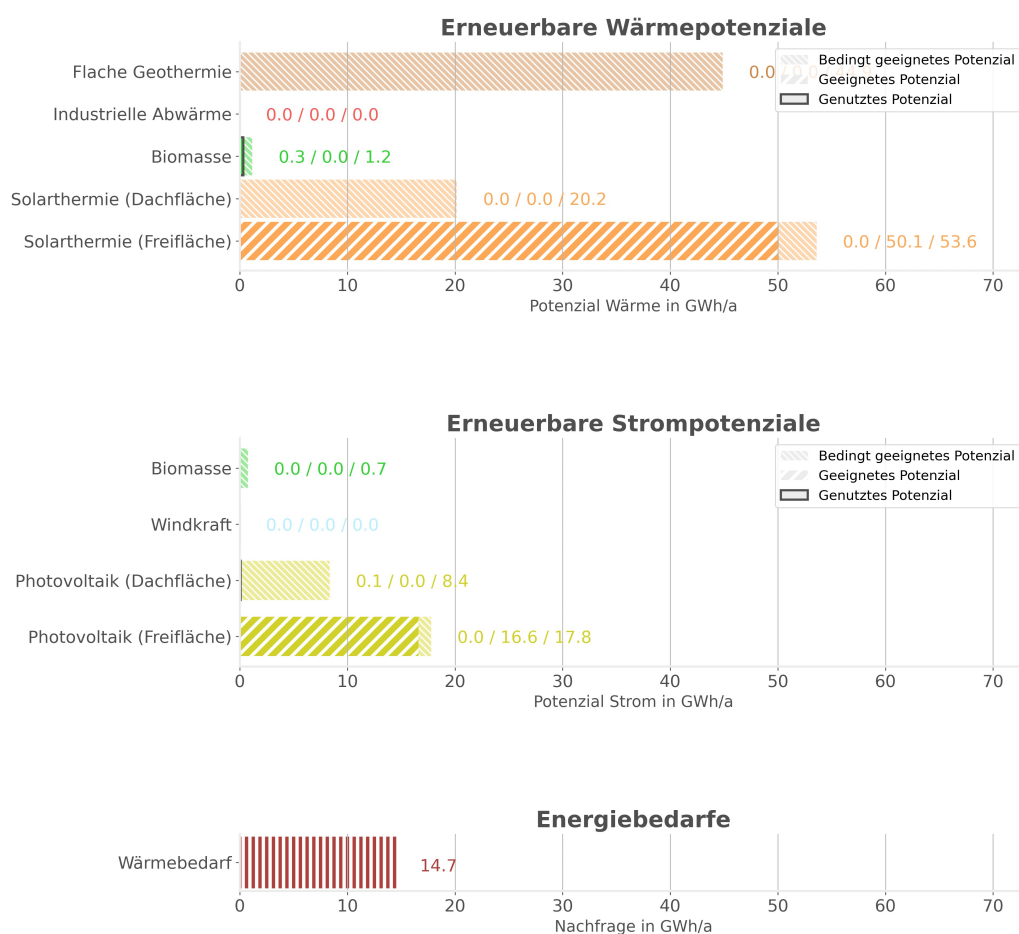 Erneuerbare Wärmepotenziale
Flache Geothermie
0.0
Bedingt geeignetes Potenzial
Geeignetes Potenzial
Genutztes Potenzial
Industrielle Abwärme
0.0 / 0.0 / 0.0
Biomasse
0.3 / 0.0 / 1.2
Solarthermie (Dachfläche)
0.0 / 0.0 / 20.2
Solarthermie (Freifläche)
0.0 / 50.1 / 53.6
0 10 20 30 40 50 60 70
Potenzial Wärme in GWh/a
Erneuerbare Strompotenziale
Bedingt geeignetes Potenzial
Geeignetes Potenzial
Genutztes Potenzial
Biomasse
0.0 / 0.0 / 0.7
Windkraft
0.0 / 0.0 / 0.0
Photovoltaik (Dachfläche)
0.1 / 0.0 / 8.4
Photovoltaik (Freifläche)
0.0 / 16.6 / 17.8
0 10 20 30 40 50 60 70
Potenzial Strom in GWh/a
Energiebedarfe
Wärmebedarf
14.7
0 10 20 30 40 50 60 70
Nachfrage in GWh/a